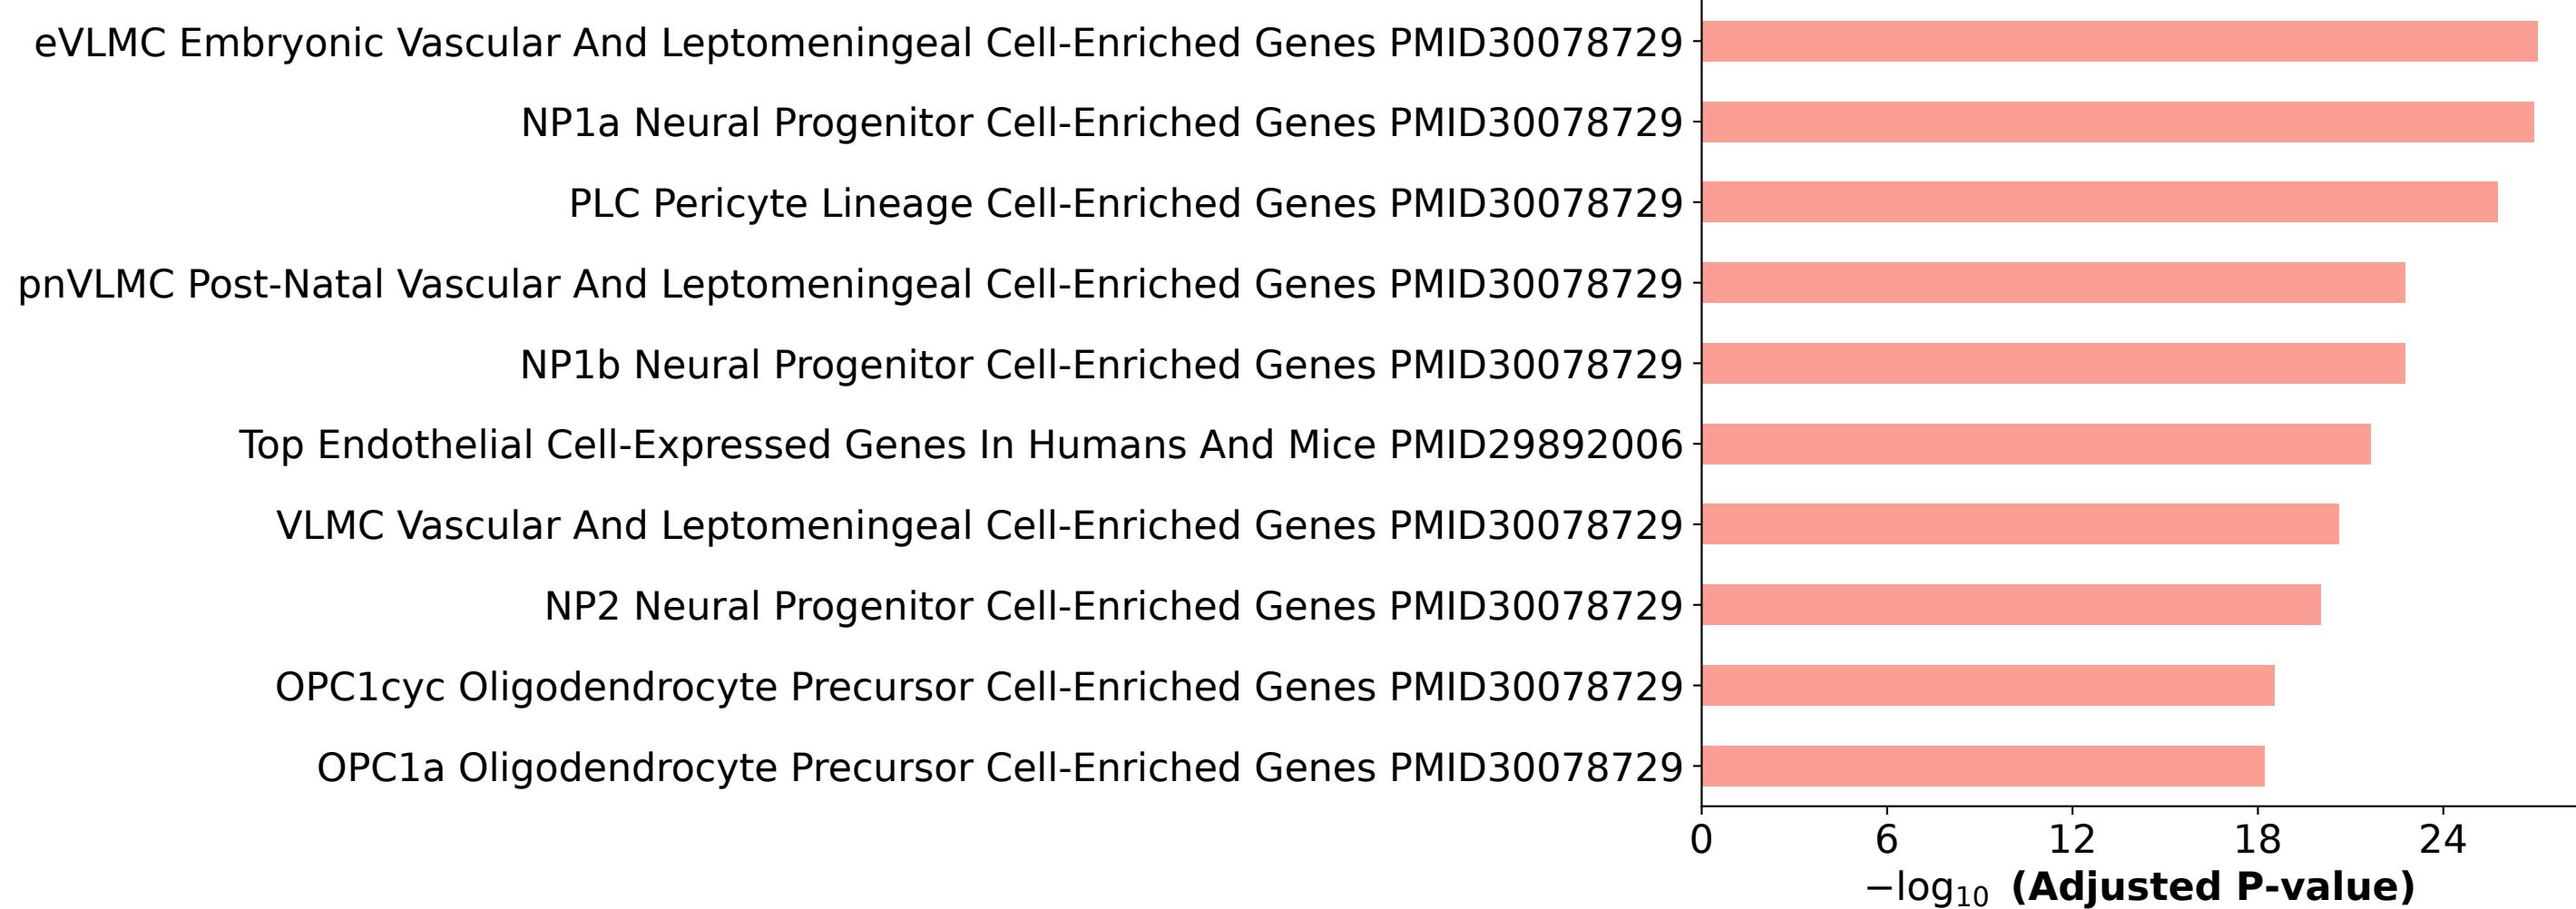 eVLMC Embryonic Vascular And Leptomeningeal Cell-Enriched Genes PMID30078729
NP1a Neural Progenitor Cell-Enriched Genes PMID30078729
PLC Pericyte Lineage Cell-Enriched Genes PMID30078729
pnVLMC Post-Natal Vascular And Leptomeningeal Cell-Enriched Genes PMID30078729
NP1b Neural Progenitor Cell-Enriched Genes PMID30078729
Top Endothelial Cell-Expressed Genes In Humans And Mice PMID29892006
VLMC Vascular And Leptomeningeal Cell-Enriched Genes PMID30078729
NP2 Neural Progenitor Cell-Enriched Genes PMID30078729
OPC1cyc Oligodendrocyte Precursor Cell-Enriched Genes PMID30078729
OPC1a Oligodendrocyte Precursor Cell-Enriched Genes PMID30078729
0 6 12 18 24
−log₁₀ (Adjusted P-value)